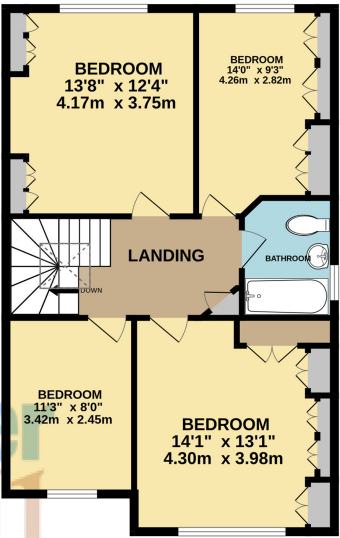 BEDROOM
13'8" x 12'4"
4.17m x 3.75m
BEDROOM
14'0" x 9'3"
4.26m x 2.82m
LANDING
BATHROOM
DOWN
BEDROOM
11'3" x 8'0"
3.42m x 2.45m
BEDROOM
14'1" x 13'1"
4.30m x 3.98m